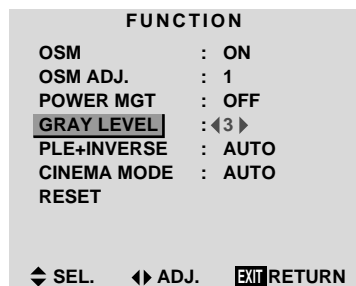 FUNCTION
OSM : ON
OSM ADJ. : 1
POWER MGT : OFF
GRAY LEVEL : 3
PLE+INVERSE : AUTO
CINEMA MODE : AUTO
RESET
SEL. ADJ. EXIT RETURN